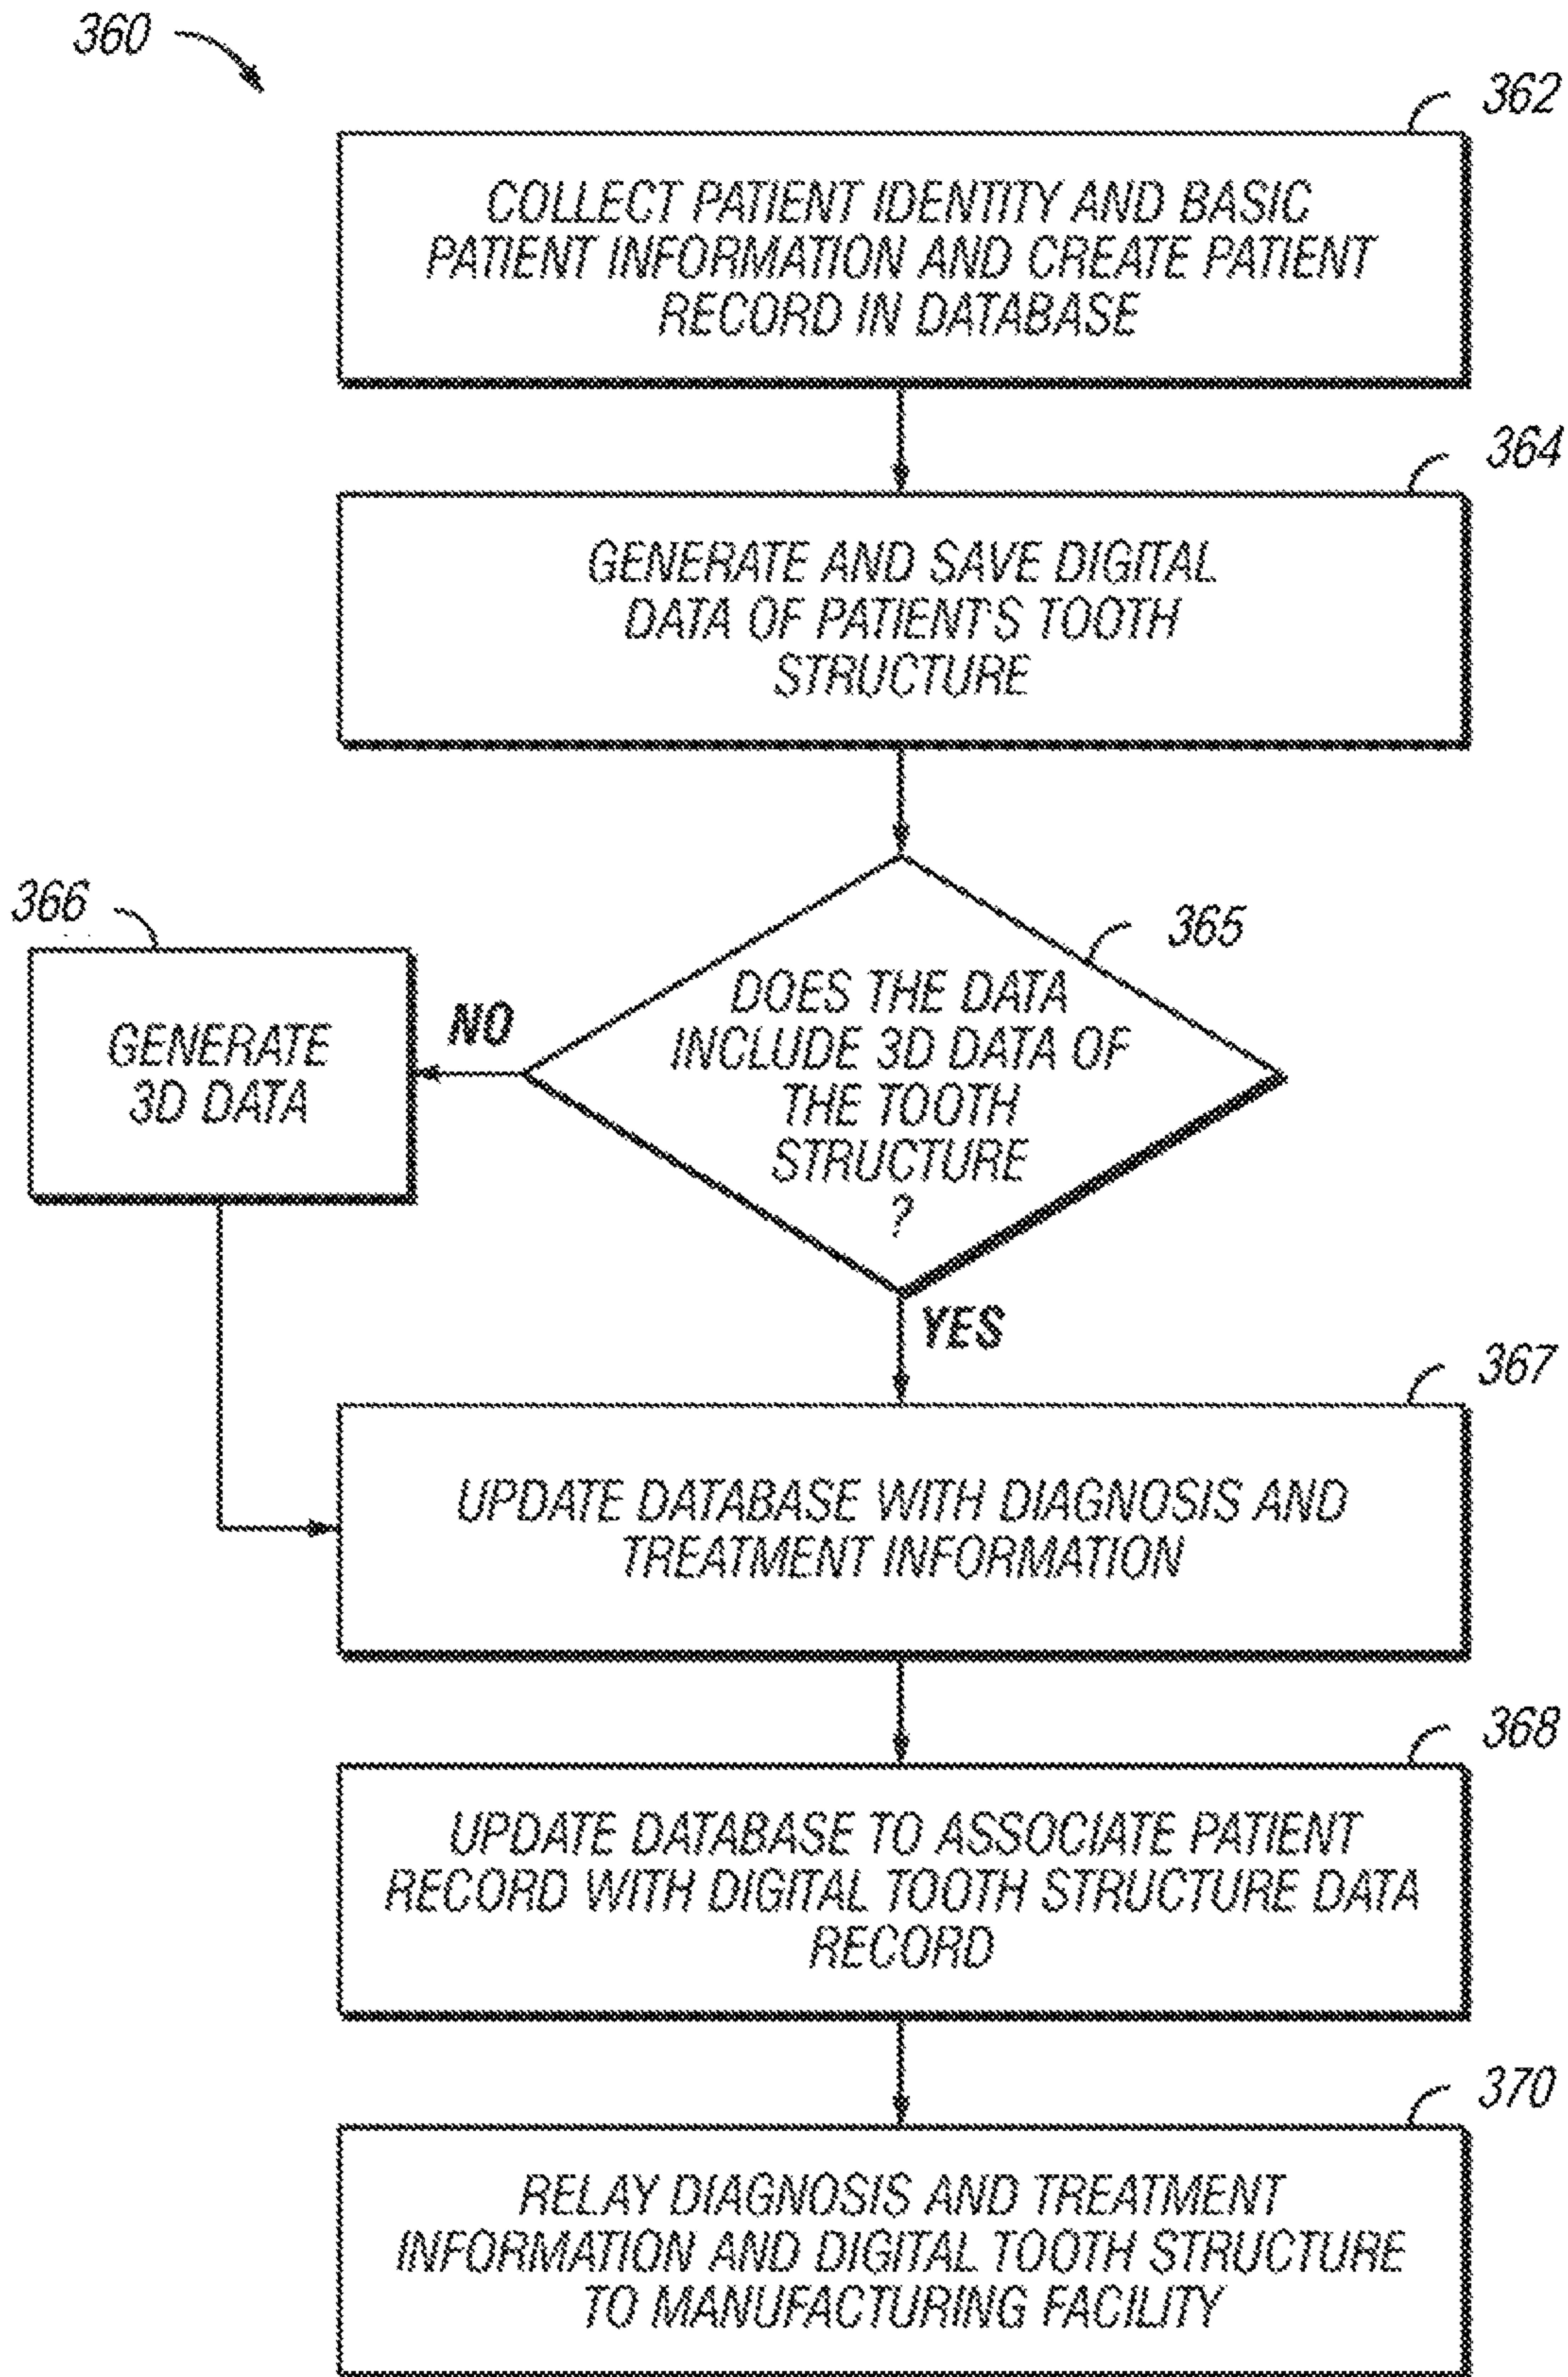 360
362
COLLECT PATIENT IDENTITY AND BASIC
PATIENT INFORMATION AND CREATE PATIENT
RECORD IN DATABASE
364
GENERATE AND SAVE DIGITAL
DATA OF PATIENT'S TOOTH
STRUCTURE
366
365
DOES THE DATA
INCLUDE 3D DATA OF
THE TOOTH
STRUCTURE
?
NO
GENERATE
3D DATA
YES
367
UPDATE DATABASE WITH DIAGNOSIS AND
TREATMENT INFORMATION
368
UPDATE DATABASE TO ASSOCIATE PATIENT
RECORD WITH DIGITAL TOOTH STRUCTURE DATA
RECORD
370
RELAY DIAGNOSIS AND TREATMENT
INFORMATION AND DIGITAL TOOTH STRUCTURE
TO MANUFACTURING FACILITY